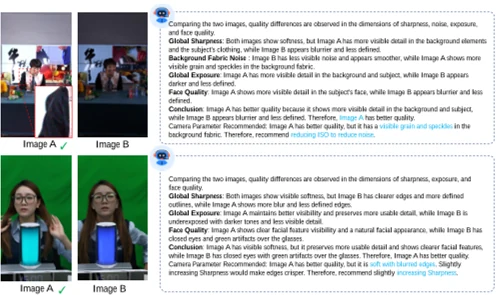 Comparing the two images, quality differences are observed in the dimensions of sharpness, noise, exposure,
and face quality.
Global Sharpness: Both images show softness, but Image A has more visible detail in the background elements
and the subject's clothing, while Image B appears blurrier and less defined.
Background Fabric Noise : Image B has less visible noise and appears smoother, while Image A shows more
visible grain and speckles in the background fabric.
Global Exposure: Image A has more visible detail in the background and subject, while Image B appears
darker and less defined.
Face Quality: Image A shows more visible detail in the subject's face, while Image B appears blurrier and less
defined.
Conclusion: Image A has better quality because it shows more visible detail in the background and subject,
while Image B appears blurrier and less defined. Therefore, Image A has better quality.
Camera Parameter Recommended: Image A has better quality, but it has a visible grain and speckles in the
background fabric. Therefore, recommend reducing ISO to reduce noise.
Image A
Image B
Comparing the two images, quality differences are observed in the dimensions of sharpness, exposure, and
face quality.
Global Sharpness: Both images show visible softness, but Image B has clearer edges and more defined
outlines, while Image A shows more blur and less defined edges.
Global Exposure: Image A maintains better visibility and preserves more usable detail, while Image B is
underexposed with darker tones and less visible detail.
Face Quality: Image A shows clear facial feature visibility and a natural facial appearance, while Image B has
closed eyes and green artifacts over the glasses.
Conclusion: Image A has visible softness, but it preserves more usable detail and shows clearer facial features,
while Image B has closed eyes with green artifacts over the glasses. Therefore, Image A has better quality.
Camera Parameter Recommended: Image A has better quality, but it is soft with blurred edges. Slightly
increasing Sharpness would make edges crisper. Therefore, recommend slightly increasing Sharpness.
Image A
Image B